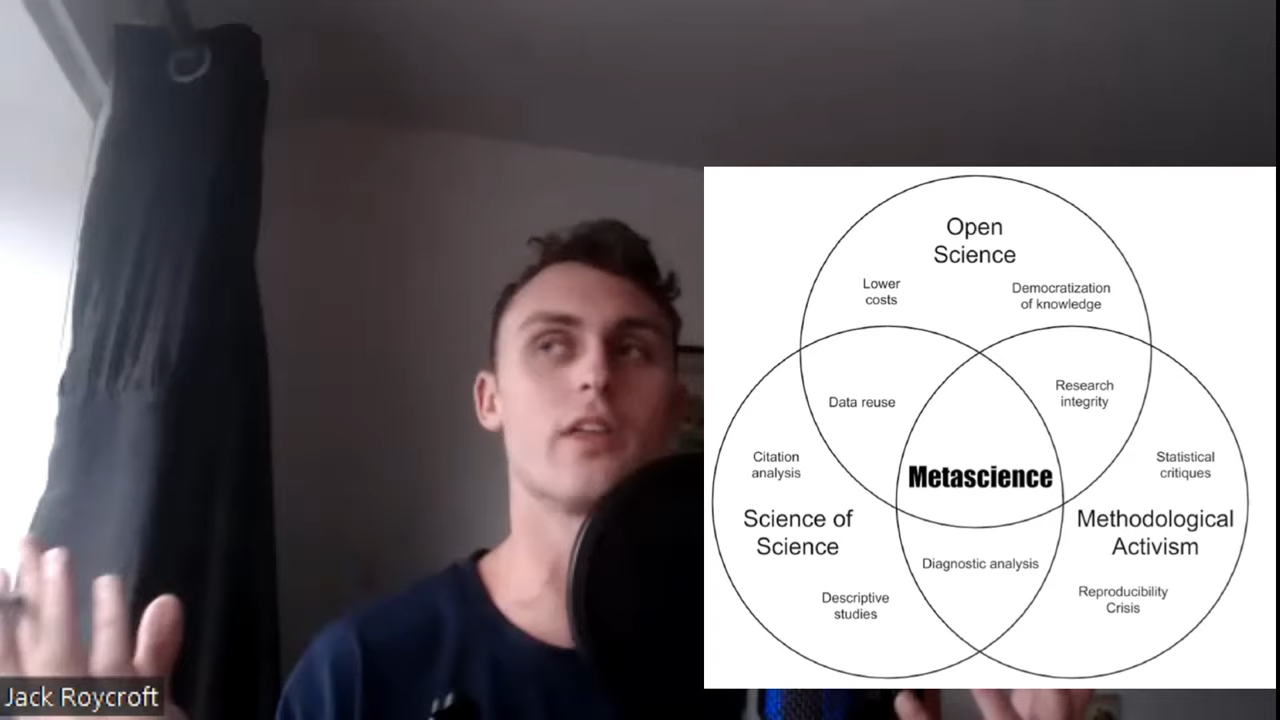 Open
Science
Lower
costs
Democratization
of knowledge
Data reuse
Research
integrity
Citation
analysis
Metascience
Statistical
critiques
Science of
Science
Methodological
Activism
Diagnostic analysis
Descriptive
studies
Reproducibility
Crisis
Jack Roycroft